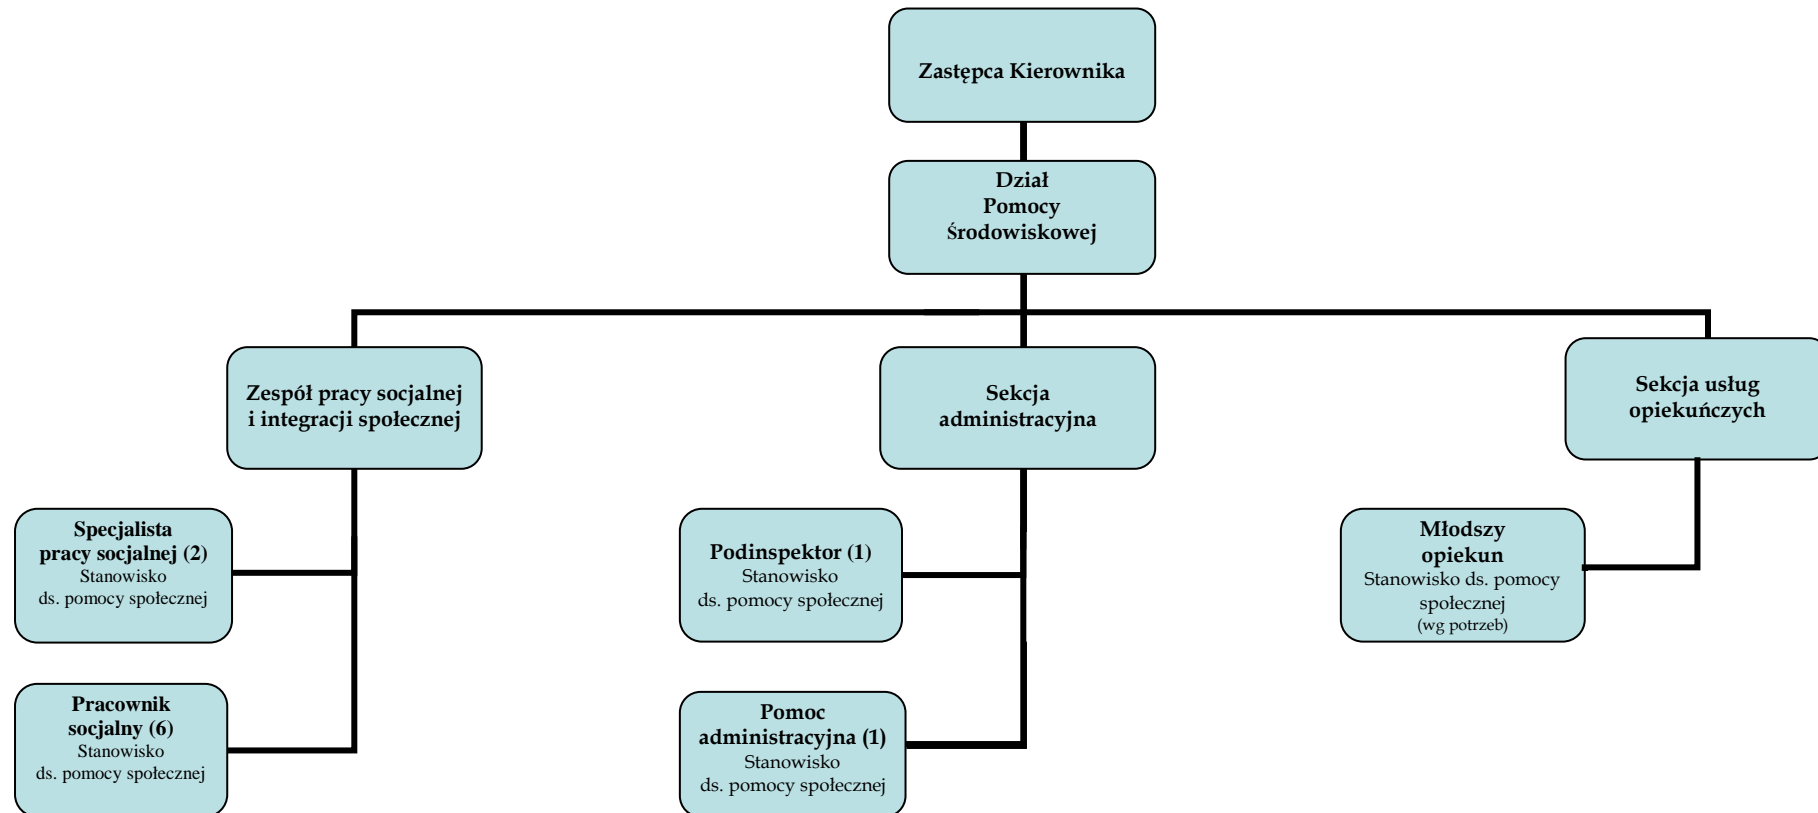 Zastępca Kierownika
Dział
Pomocy
Środowiskowej
Zespół pracy socjalnej
i integracji społecznej
Sekcja
administracyjna
Sekcja usług
opiekuńczych
Specjalista
pracy socjalnej (2)
Stanowisko
ds. pomocy społecznej
Podinspektor (1)
Stanowisko
ds. pomocy społecznej
Młodszy
opiekun
Stanowisko ds. pomocy
społecznej
(wg potrzeb)
Pracownik
socjalny (6)
Stanowisko
ds. pomocy społecznej
Pomoc
administracyjna (1)
Stanowisko
ds. pomocy społecznej